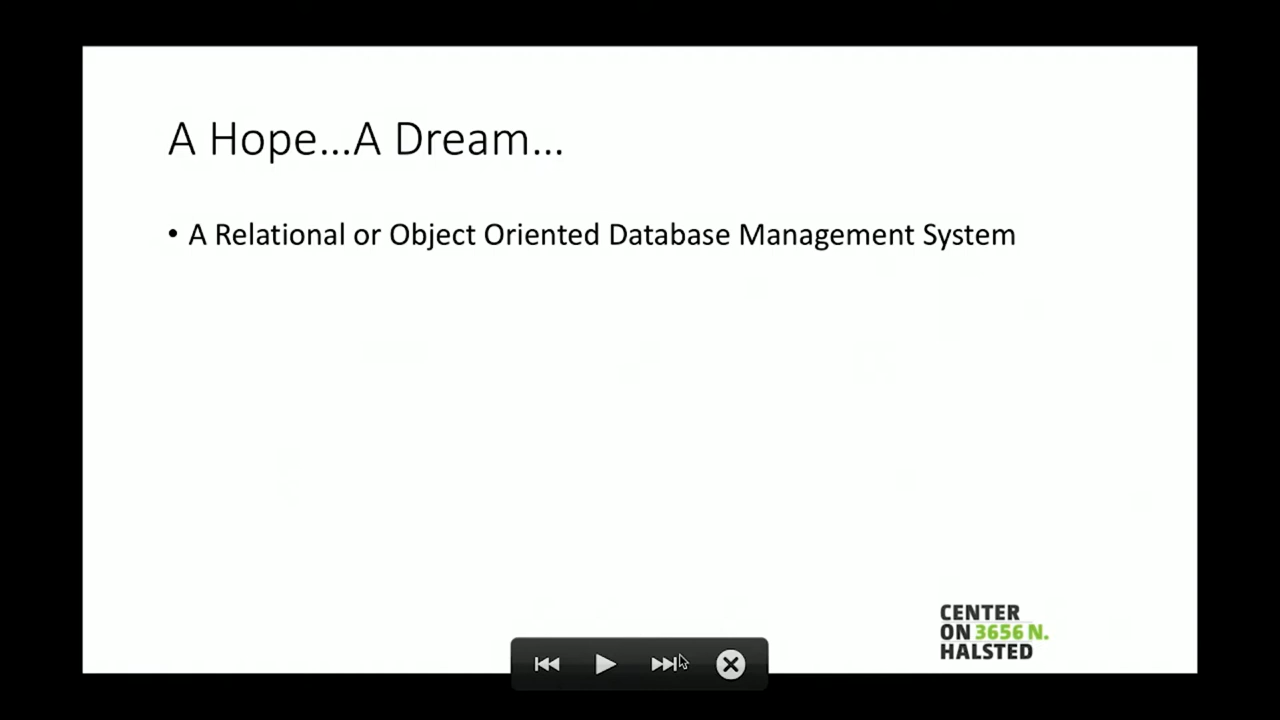 A Hope...A Dream...
• A Relational or Object Oriented Database Management System
CENTER
ON 3656 N.
HALSTED